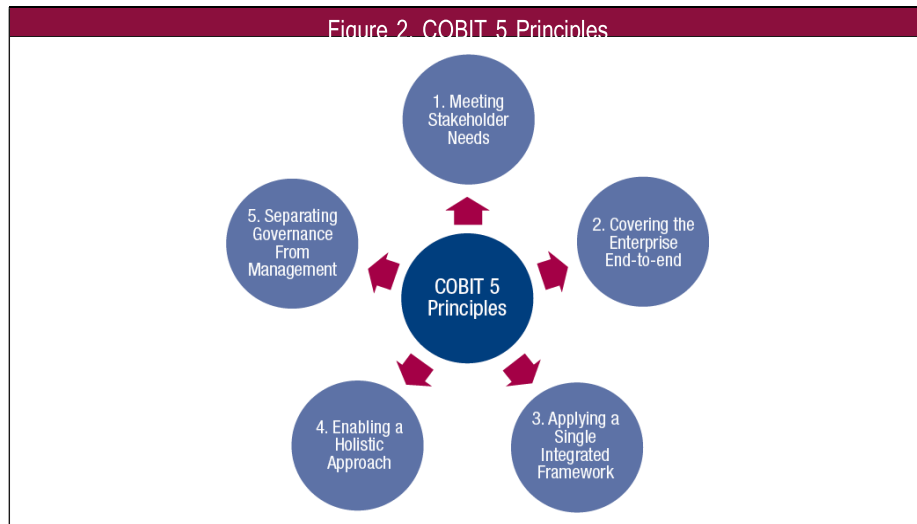 Figure 2. COBIT 5 Principles
1. Meeting
Stakeholder
Needs
2. Covering the
Enterprise
End-to-end
3. Applying a
Single
Integrated
Framework
4. Enabling a
Holistic
Approach
5. Separating
Governance
From
Management
COBIT 5
Principles